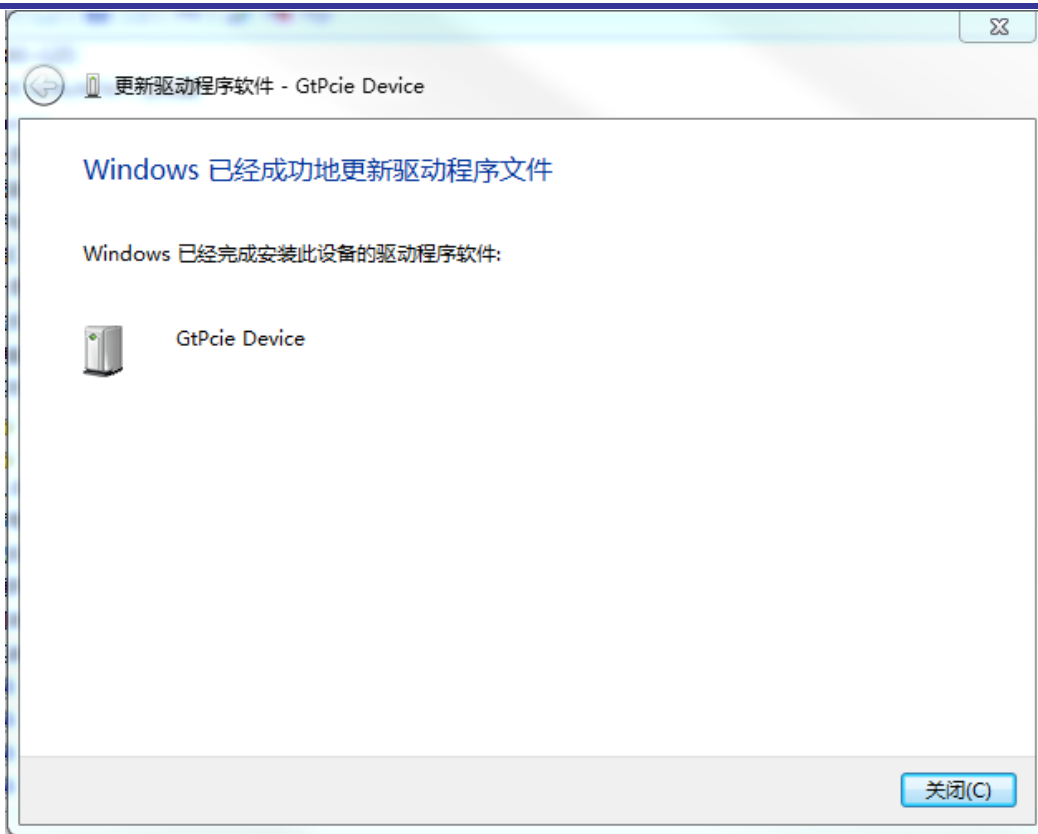 更新驱动程序软件 - GtPcie Device
Windows 已经成功地更新驱动程序文件
Windows 已经完成安装此设备的驱动程序软件:
GtPcie Device
关闭(C)